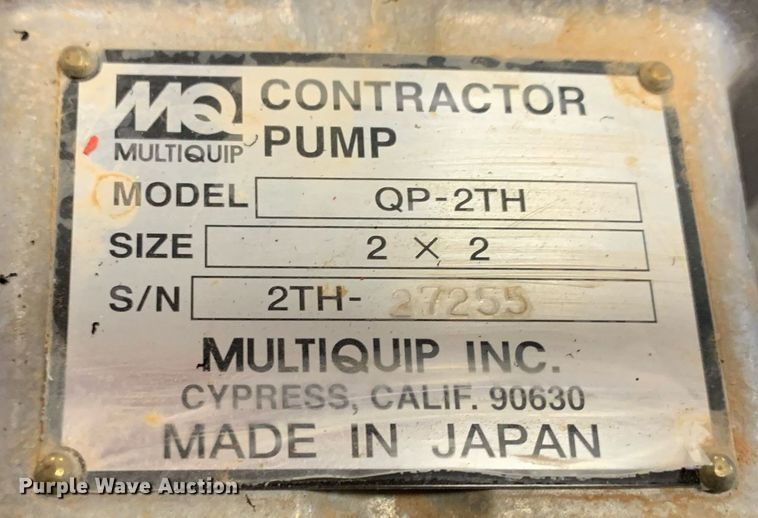 MQ CONTRACTOR
MULTIQUIP PUMP
MODEL QP-2TH
SIZE 2 × 2
S/N 2TH- 27255
MULTIQUIP INC.
CYPRESS, CALIF. 90630
MADE IN JAPAN
Purple Wave Auction